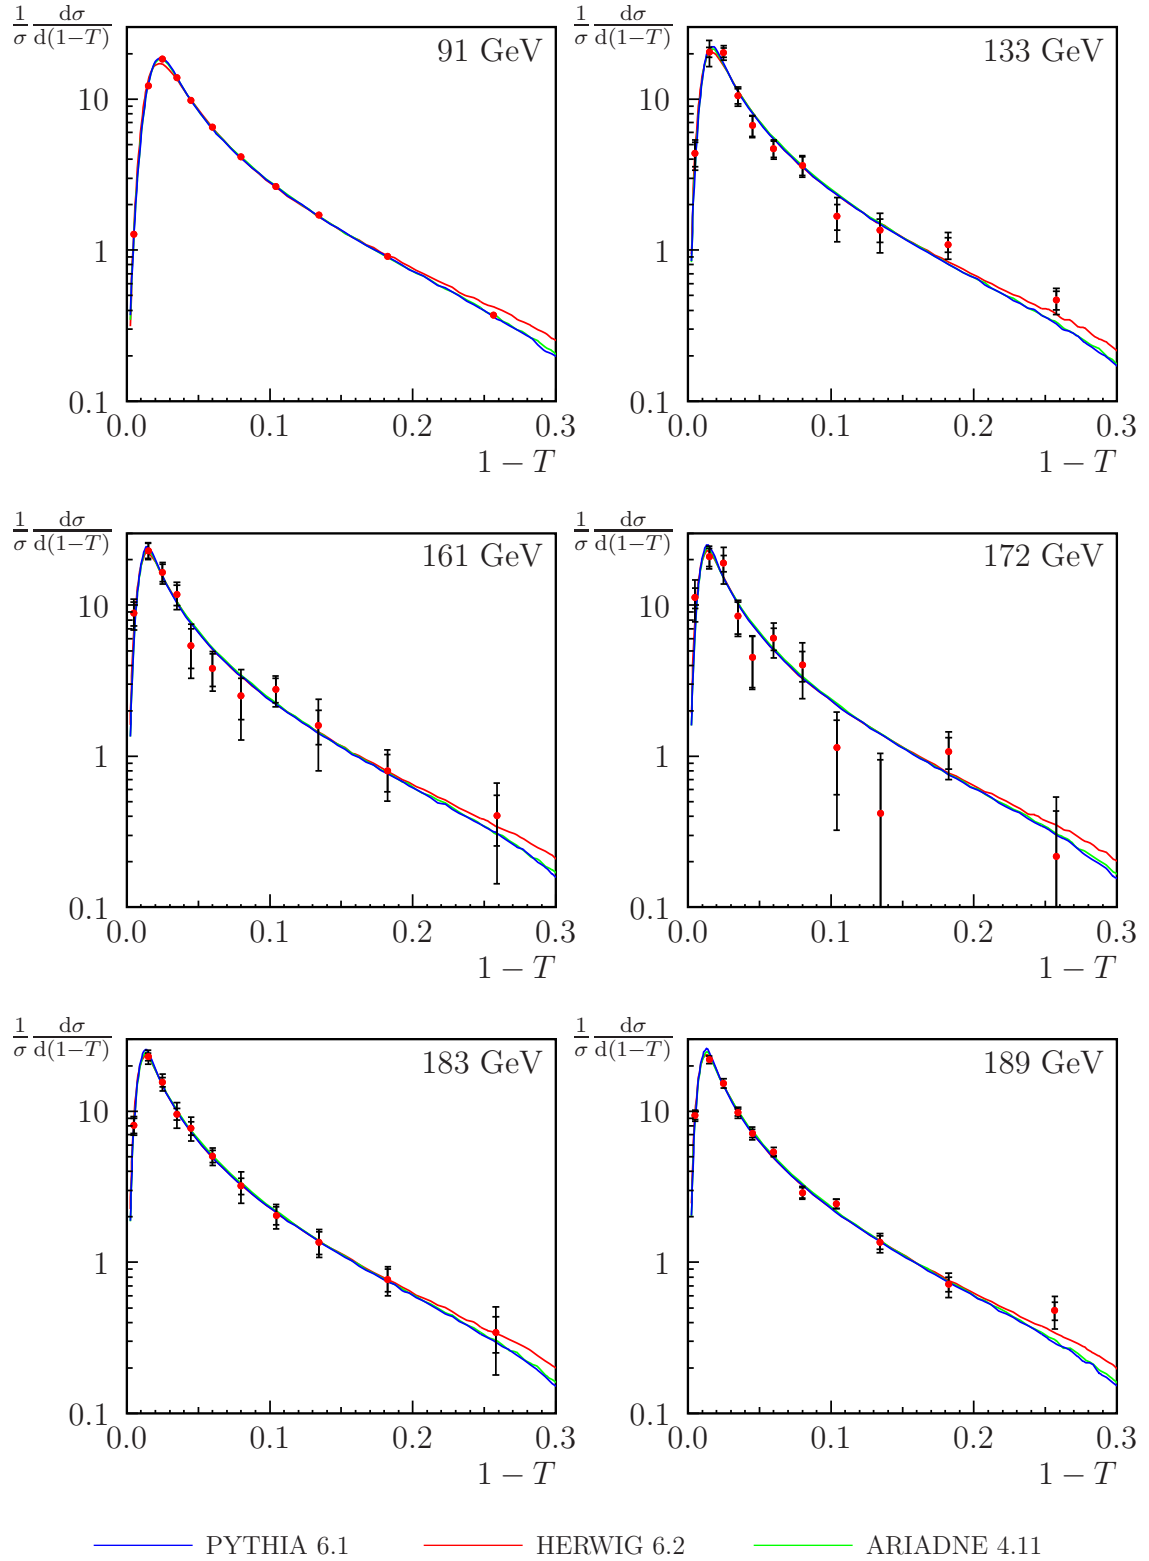 1/σ dσ/d(1−T)
91 GeV
10
1
0.1
0.0 0.1 0.2 0.3
1 − T
1/σ dσ/d(1−T)
133 GeV
10
1
0.1
0.0 0.1 0.2 0.3
1 − T
1/σ dσ/d(1−T)
161 GeV
10
1
0.1
0.0 0.1 0.2 0.3
1 − T
1/σ dσ/d(1−T)
172 GeV
10
1
0.1
0.0 0.1 0.2 0.3
1 − T
1/σ dσ/d(1−T)
183 GeV
10
1
0.1
0.0 0.1 0.2 0.3
1 − T
1/σ dσ/d(1−T)
189 GeV
10
1
0.1
0.0 0.1 0.2 0.3
1 − T
PYTHIA 6.1 HERWIG 6.2 ARIADNE 4.11